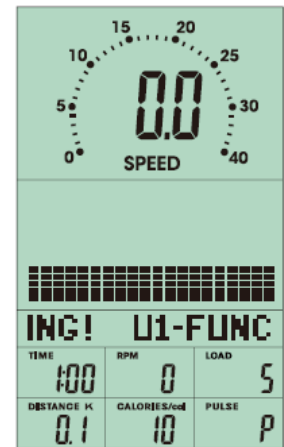 15 20
10 25
5 0.0 30
0 SPEED 40
ING! U1-FUNC
TIME RPM LOAD
1:00 0 5
DISTANCE K CALORIES/cal PULSE
0.1 10 P